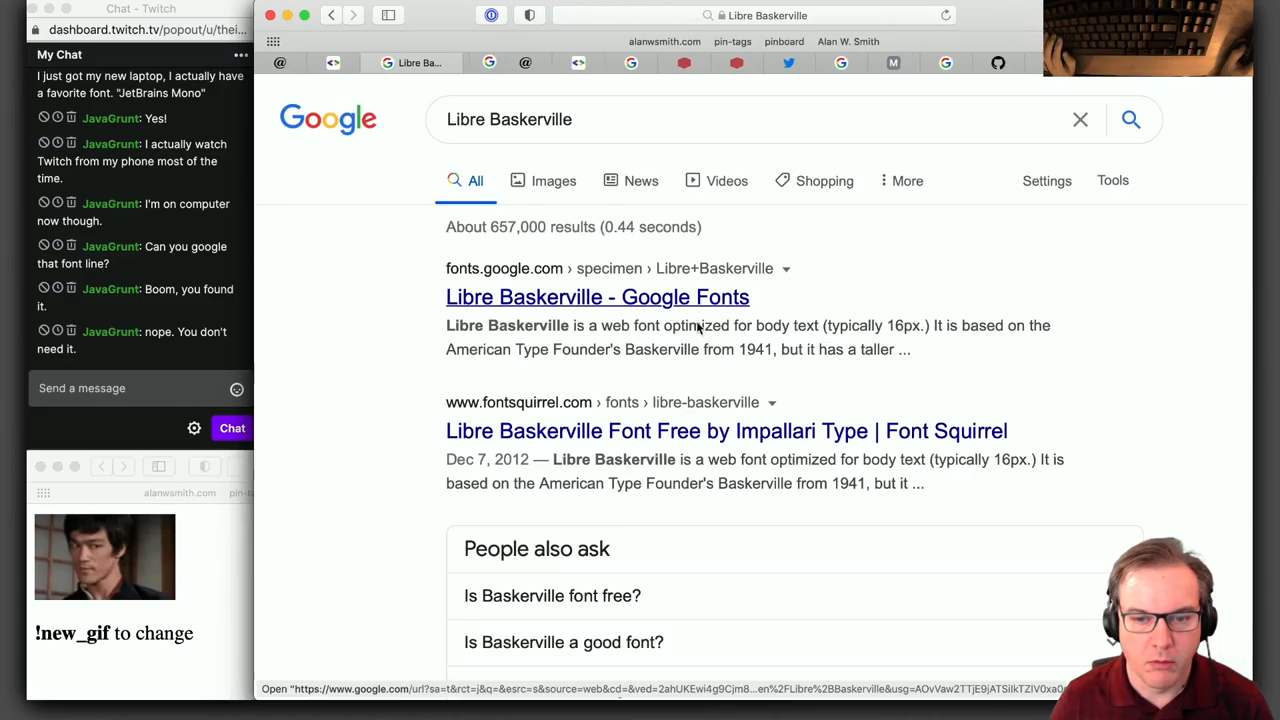 Chat - Twitch
dashboard.twitch.tv/popout/u/thei...
My Chat
I just got my new laptop, I actually have
a favorite font. "JetBrains Mono"
JavaGrunt: Yes!
JavaGrunt: I actually watch
Twitch from my phone most of the
time.
JavaGrunt: I'm on computer
now though.
JavaGrunt: Can you google
that font line?
JavaGrunt: Boom, you found
it.
JavaGrunt: nope. You don't
need it.
Send a message
Chat
alanwsmith.com pin-ta
!new_gif to change
Libre Baskerville
alanwsmith.com pin-tags pinboard Alan W. Smith
Libre Ba...
Google
Libre Baskerville
All Images News Videos Shopping More Settings Tools
About 657,000 results (0.44 seconds)
fonts.google.com › specimen › Libre+Baskerville
Libre Baskerville - Google Fonts
Libre Baskerville is a web font optimized for body text (typically 16px.) It is based on the
American Type Founder's Baskerville from 1941, but it has a taller ...
www.fontsquirrel.com › fonts › libre-baskerville
Libre Baskerville Font Free by Impallari Type | Font Squirrel
Dec 7, 2012 — Libre Baskerville is a web font optimized for body text (typically 16px.) It is
based on the American Type Founder's Baskerville from 1941, but it ...
People also ask
Is Baskerville font free?
Is Baskerville a good font?